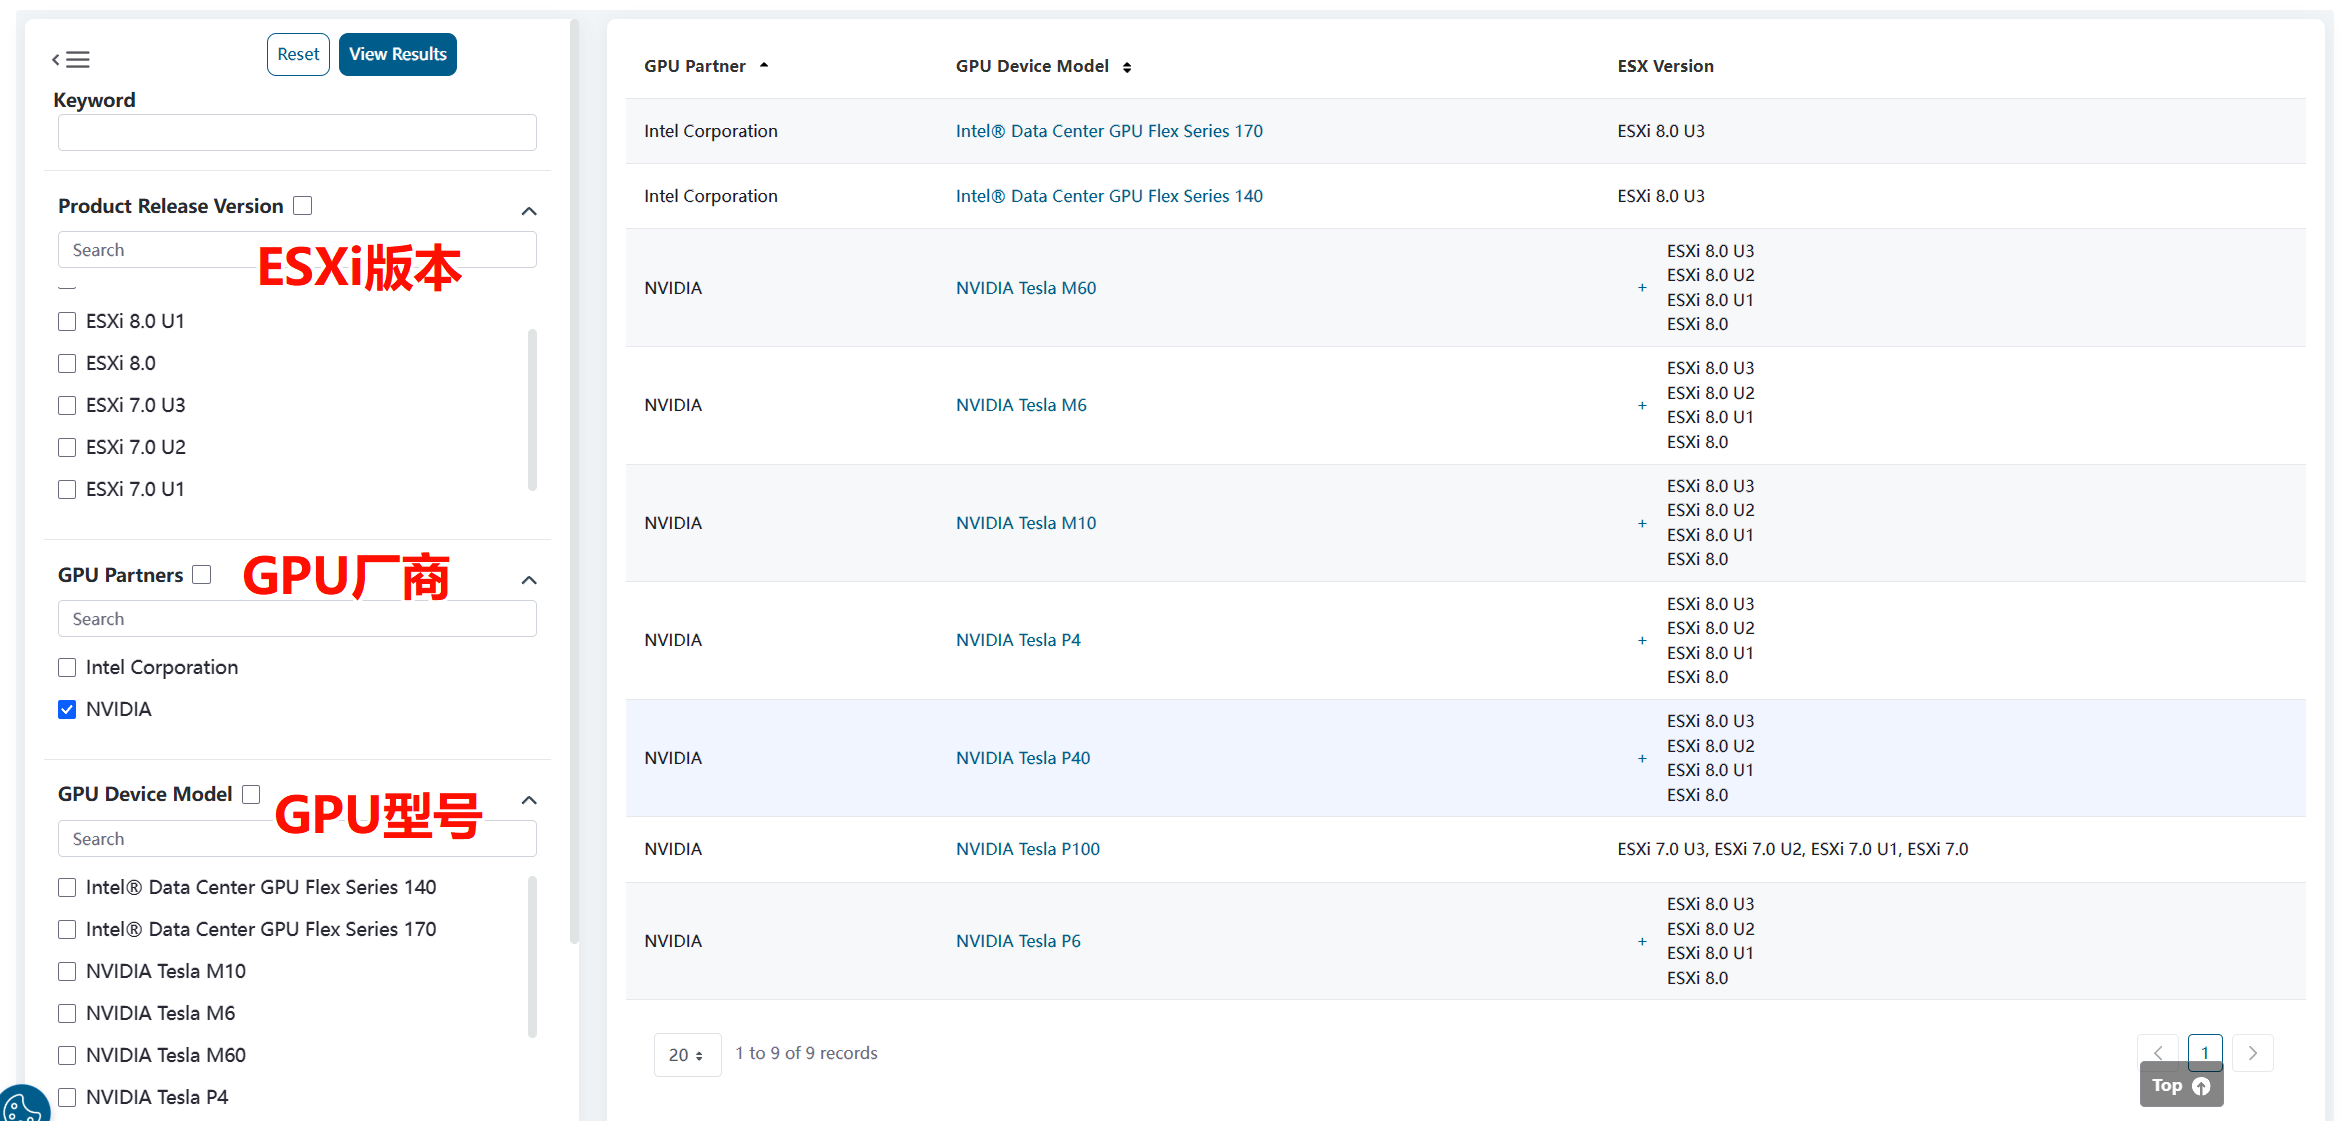 Reset
View Results
Keyword
Product Release Version
Search
ESXi版本
ESXi 8.0 U1
ESXi 8.0
ESXi 7.0 U3
ESXi 7.0 U2
ESXi 7.0 U1
GPU Partners
GPU厂商
Search
Intel Corporation
NVIDIA
GPU Device Model
GPU型号
Search
Intel® Data Center GPU Flex Series 140
Intel® Data Center GPU Flex Series 170
NVIDIA Tesla M10
NVIDIA Tesla M6
NVIDIA Tesla M60
NVIDIA Tesla P4
GPU Partner GPU Device Model ESX Version
Intel Corporation Intel® Data Center GPU Flex Series 170 ESXi 8.0 U3
Intel Corporation Intel® Data Center GPU Flex Series 140 ESXi 8.0 U3
NVIDIA NVIDIA Tesla M60 + ESXi 8.0 U3
ESXi 8.0 U2
ESXi 8.0 U1
ESXi 8.0
NVIDIA NVIDIA Tesla M6 + ESXi 8.0 U3
ESXi 8.0 U2
ESXi 8.0 U1
ESXi 8.0
NVIDIA NVIDIA Tesla M10 + ESXi 8.0 U3
ESXi 8.0 U2
ESXi 8.0 U1
ESXi 8.0
NVIDIA NVIDIA Tesla P4 + ESXi 8.0 U3
ESXi 8.0 U2
ESXi 8.0 U1
ESXi 8.0
NVIDIA NVIDIA Tesla P40 + ESXi 8.0 U3
ESXi 8.0 U2
ESXi 8.0 U1
ESXi 8.0
NVIDIA NVIDIA Tesla P100 ESXi 7.0 U3, ESXi 7.0 U2, ESXi 7.0 U1, ESXi 7.0
NVIDIA NVIDIA Tesla P6 + ESXi 8.0 U3
ESXi 8.0 U2
ESXi 8.0 U1
ESXi 8.0
20 1 to 9 of 9 records 1
Top